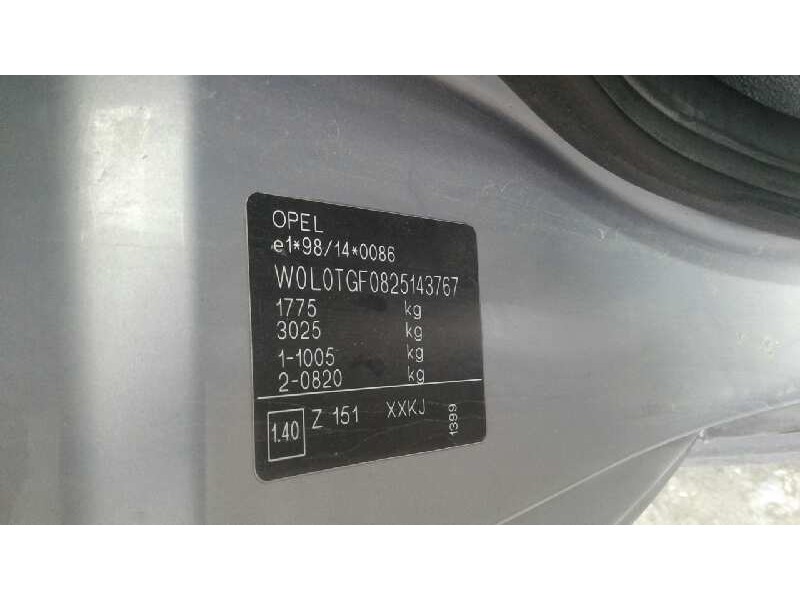 OPEL
e1*98/14*0086
W0L0TGF0825143767
1775 kg
3025 kg
1-1005 kg
2-0820 kg
1.40 Z 151 XXKJ 1399